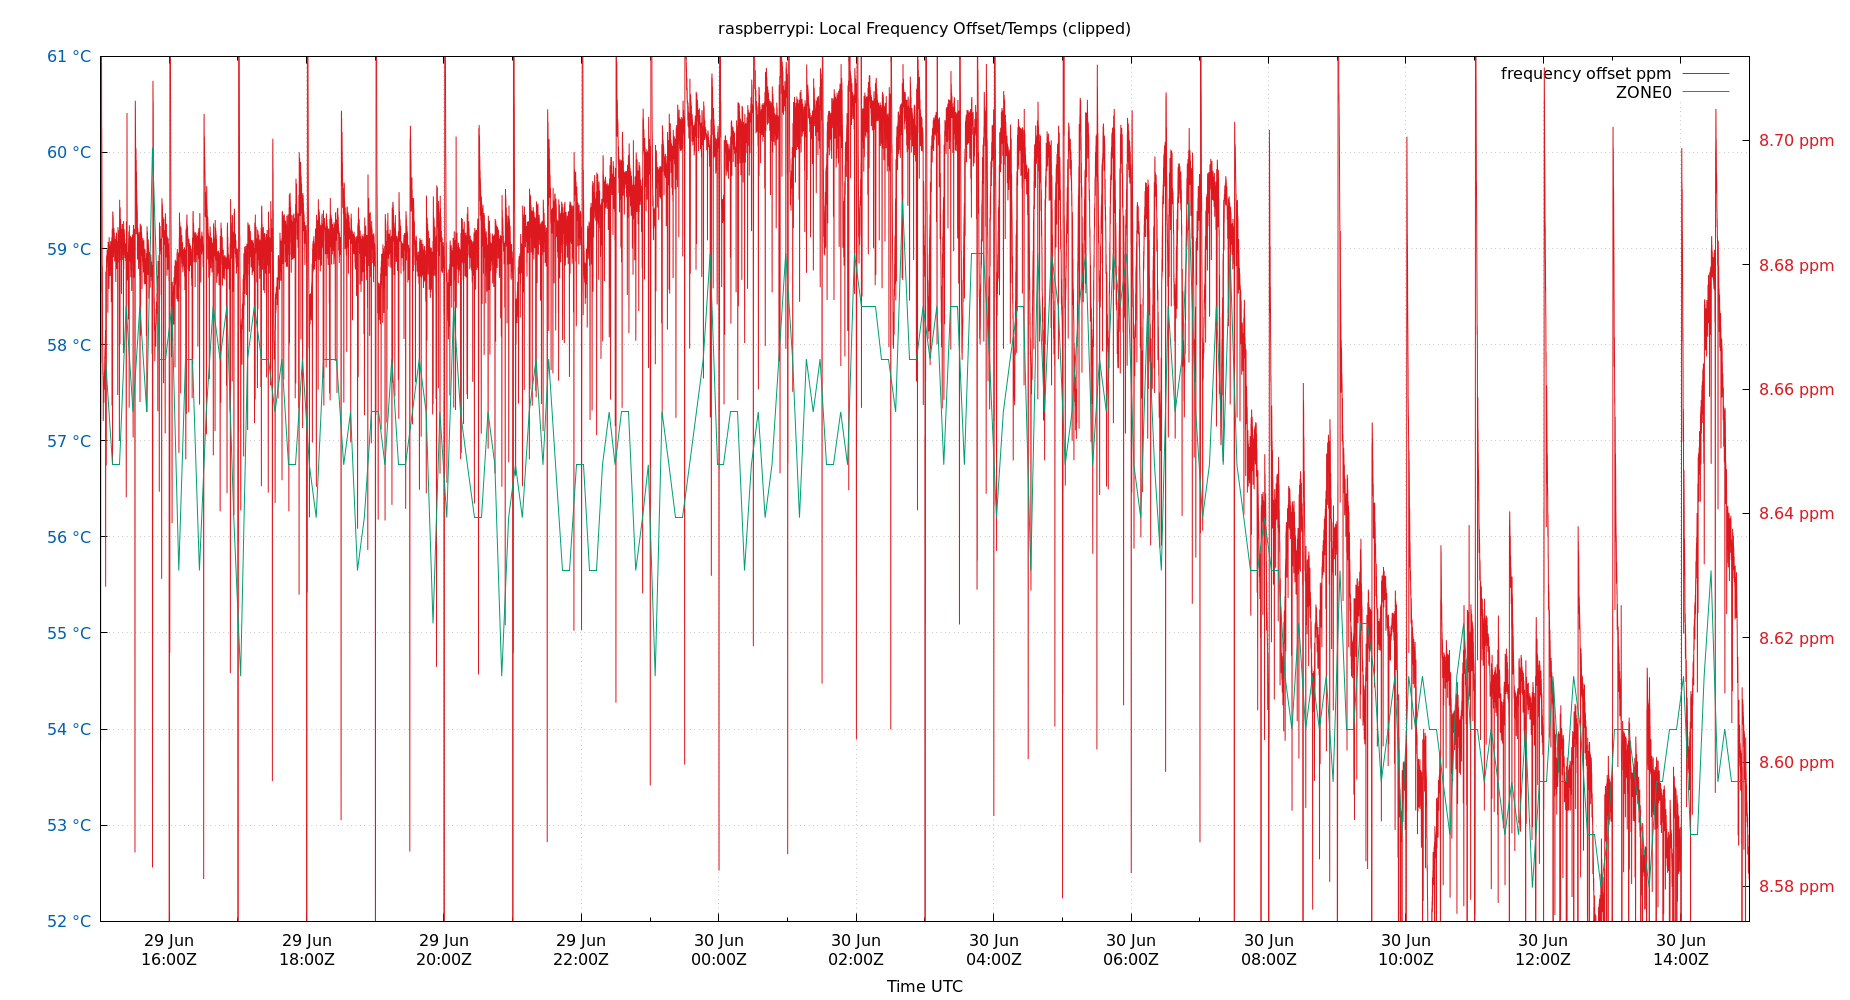 raspberrypi: Local Frequency Offset/Temps (clipped)
frequency offset ppm
ZONE0
61 °C
60 °C
59 °C
58 °C
57 °C
56 °C
55 °C
54 °C
53 °C
52 °C
8.70 ppm
8.68 ppm
8.66 ppm
8.64 ppm
8.62 ppm
8.60 ppm
8.58 ppm
29 Jun
16:00Z
29 Jun
18:00Z
29 Jun
20:00Z
29 Jun
22:00Z
30 Jun
00:00Z
30 Jun
02:00Z
30 Jun
04:00Z
30 Jun
06:00Z
30 Jun
08:00Z
30 Jun
10:00Z
30 Jun
12:00Z
30 Jun
14:00Z
Time UTC